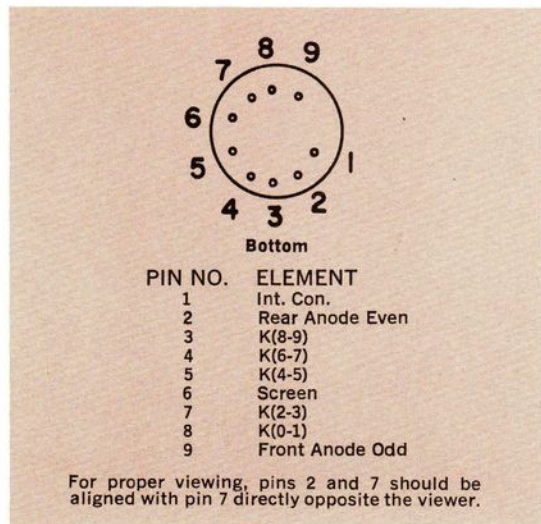 8
7 9
6
5 1
4 2
3
Bottom
PIN NO. ELEMENT
1 Int. Con.
2 Rear Anode Even
3 K(8-9)
4 K(6-7)
5 K(4-5)
6 Screen
7 K(2-3)
8 K(0-1)
9 Front Anode Odd
For proper viewing, pins 2 and 7 should be
aligned with pin 7 directly opposite the viewer.